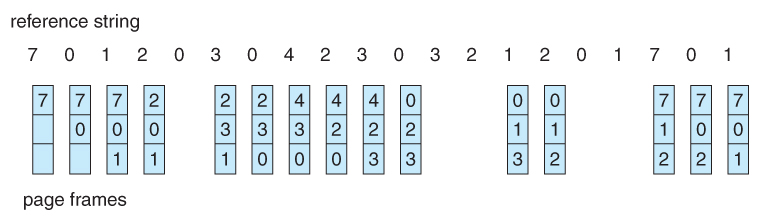 reference string
7 0 1 2 0 3 0 4 2 3 0 3 2 1 2 0 1 7 0 1
7 7 7 2 2 2 4 4 4 0 0 0 7 7 7
0 0 0 3 3 3 2 2 2 1 1 1 0 0
1 1 1 0 0 0 3 3 3 2 2 2 1
page frames